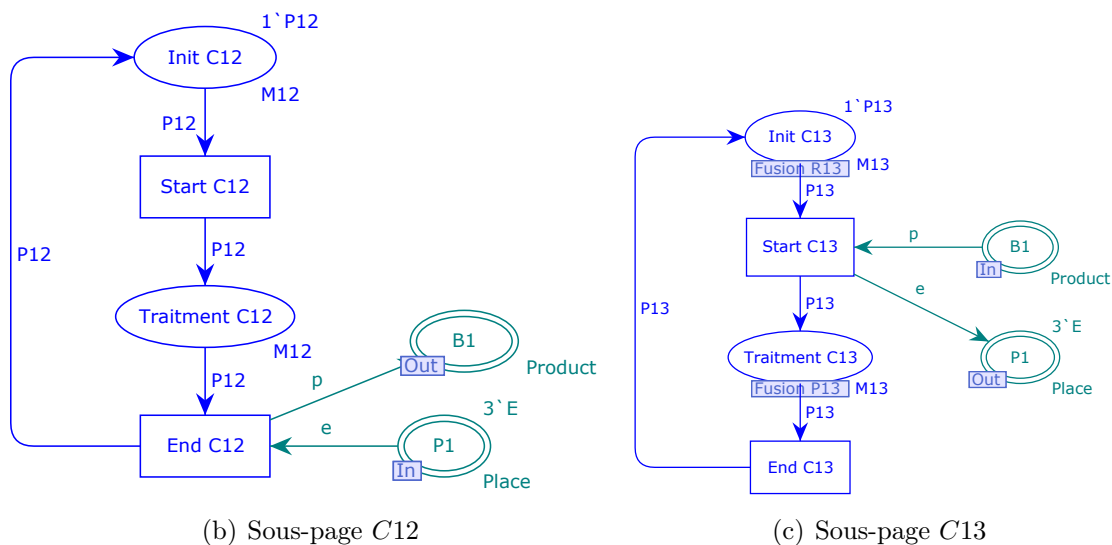 1`P12
Init C12
M12
P12
Start C12
P12
P12
Traitment C12
M12
P12
B1
Out
Product
p
3`E
End C12
e
P1
In
Place
(b) Sous-page C12
1`P13
Init C13
Fusion R13
M13
P13
Start C13
p
B1
In
Product
e
P13
P13
3`E
P1
Out
Place
Traitment C13
Fusion P13
M13
P13
End C13
(c) Sous-page C13